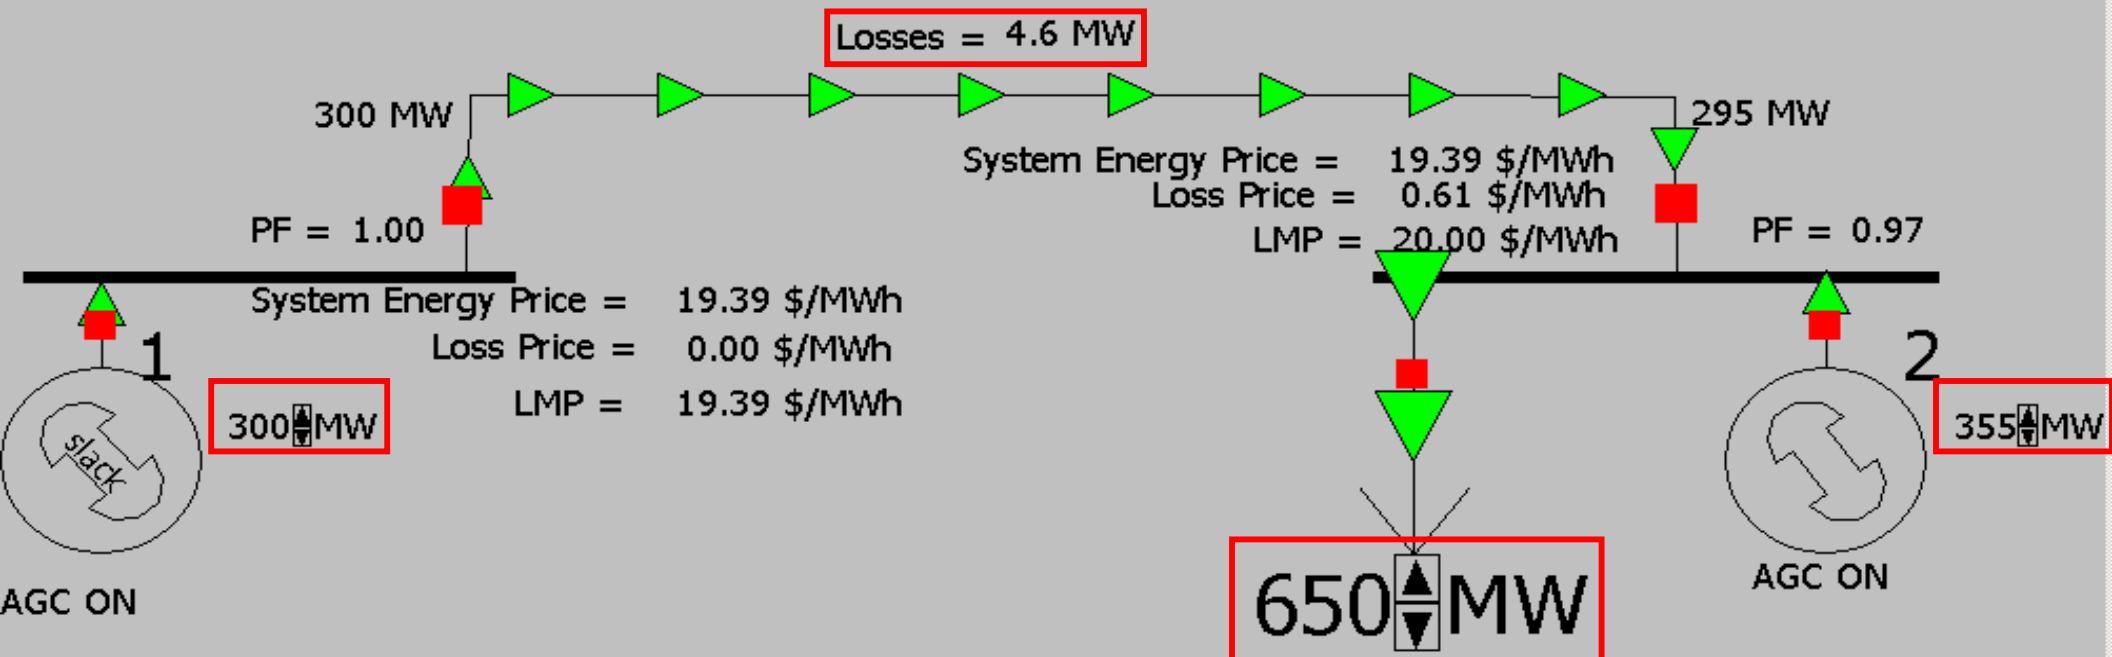 Losses = 4.6 MW
300 MW
295 MW
System Energy Price = 19.39 $/MWh
Loss Price = 0.61 $/MWh
LMP = 20.00 $/MWh
PF = 1.00
PF = 0.97
System Energy Price = 19.39 $/MWh
Loss Price = 0.00 $/MWh
LMP = 19.39 $/MWh
1
300 MW
slack
AGC ON
2
355 MW
AGC ON
650 MW